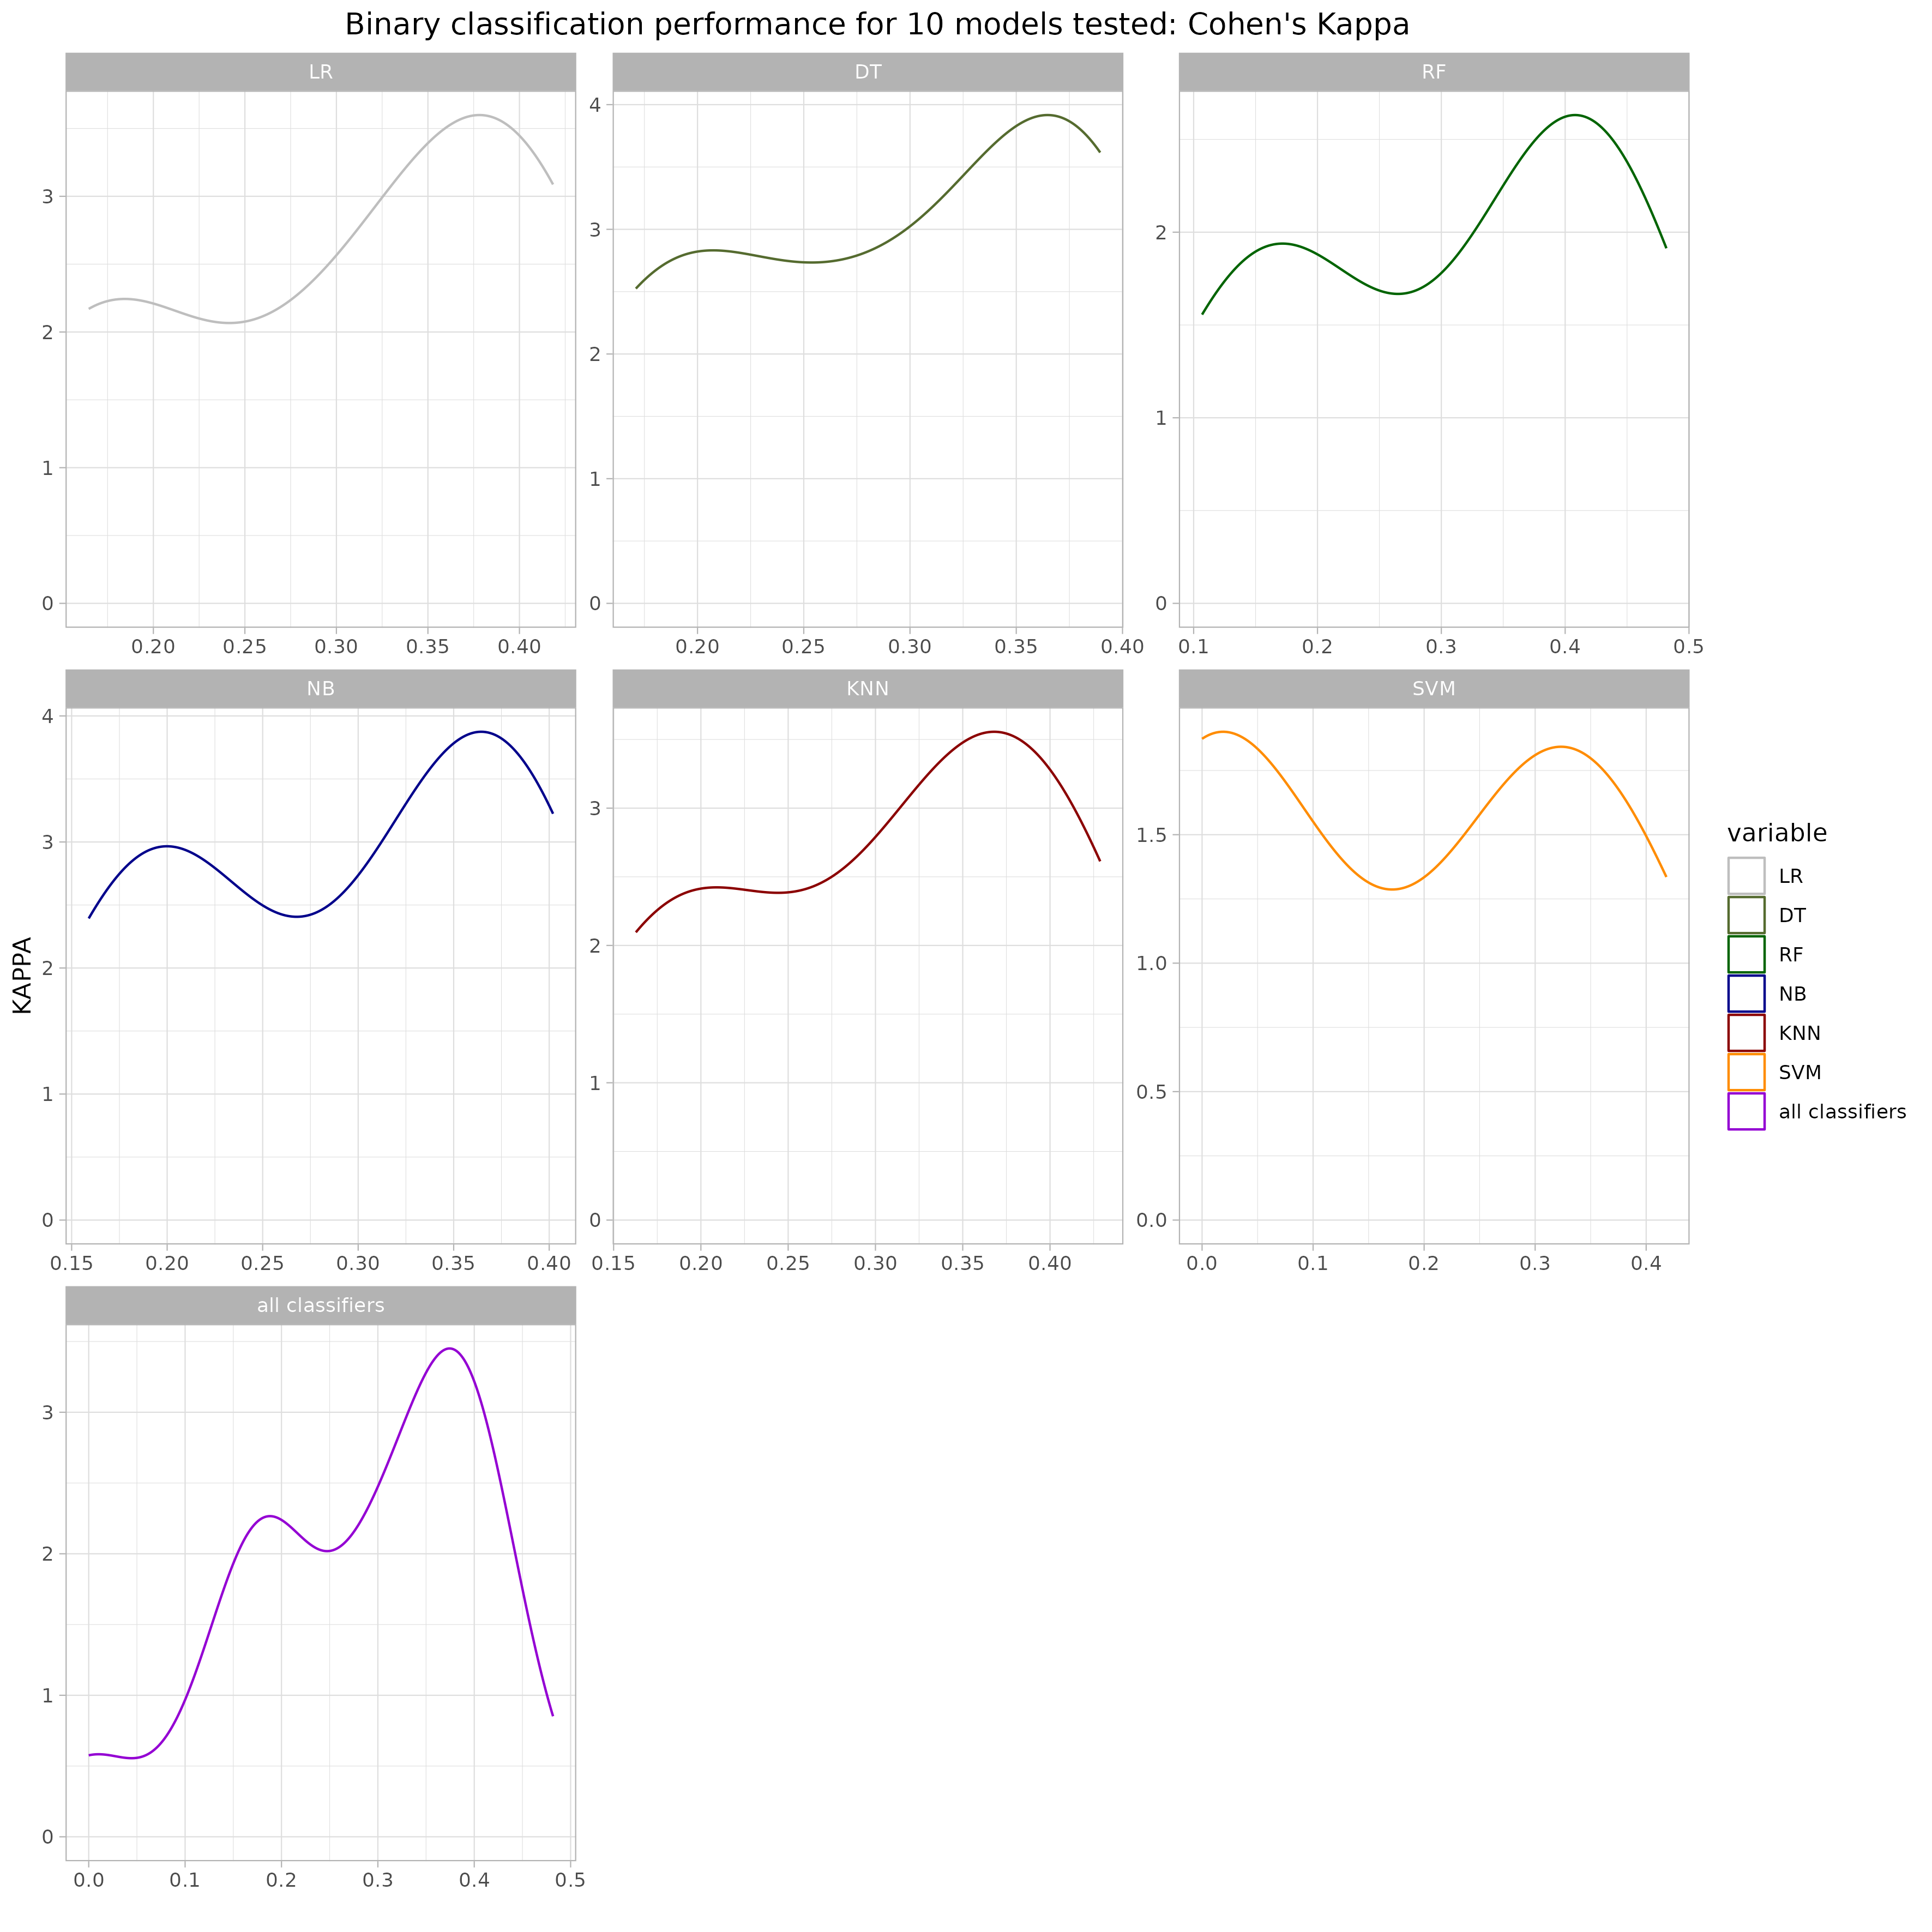 Binary classification performance for 10 models tested: Cohen's Kappa
LR
DT
RF
3
2
1
0
4
3
2
1
0
2
1
0
0.20 0.25 0.30 0.35 0.40
0.20 0.25 0.30 0.35 0.40
0.1 0.2 0.3 0.4 0.5
NB
KNN
SVM
4
3
2
1
0
3
2
1
0
1.5
1.0
0.5
0.0
0.15 0.20 0.25 0.30 0.35 0.40
0.15 0.20 0.25 0.30 0.35 0.40
0.0 0.1 0.2 0.3 0.4
KAPPA
all classifiers
3
2
1
0
0.0 0.1 0.2 0.3 0.4 0.5
variable
LR
DT
RF
NB
KNN
SVM
all classifiers